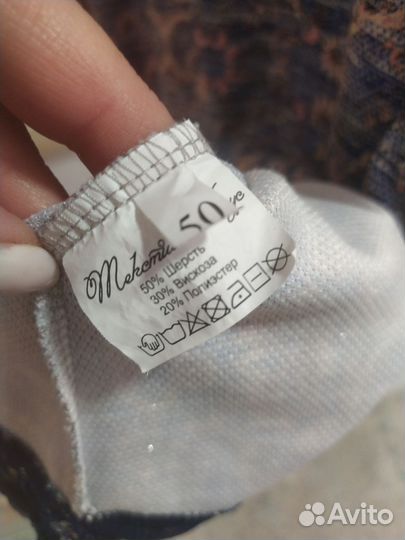 50
50% Шерсть
30% Вискоза
20% Полиэстер
Avito